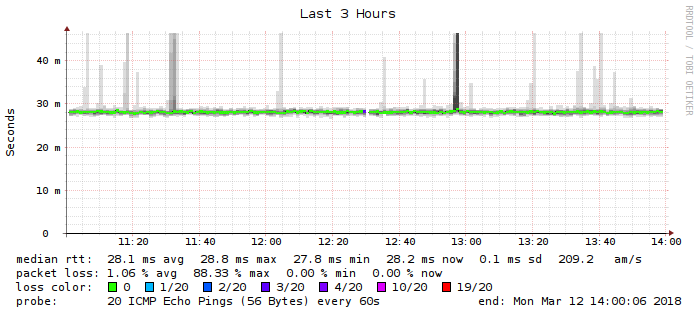 Last 3 Hours
RRDTOOL / TOBI OETIKER
Seconds
40 m
30 m
20 m
10 m
0
11:20 11:40 12:00 12:20 12:40 13:00 13:20 13:40 14:00
median rtt: 28.1 ms avg 28.8 ms max 27.8 ms min 28.2 ms now 0.1 ms sd 209.2 am/s
packet loss: 1.06 % avg 88.33 % max 0.00 % min 0.00 % now
loss color: 0 1/20 2/20 3/20 4/20 10/20 19/20
probe: 20 ICMP Echo Pings (56 Bytes) every 60s end: Mon Mar 12 14:00:06 2018